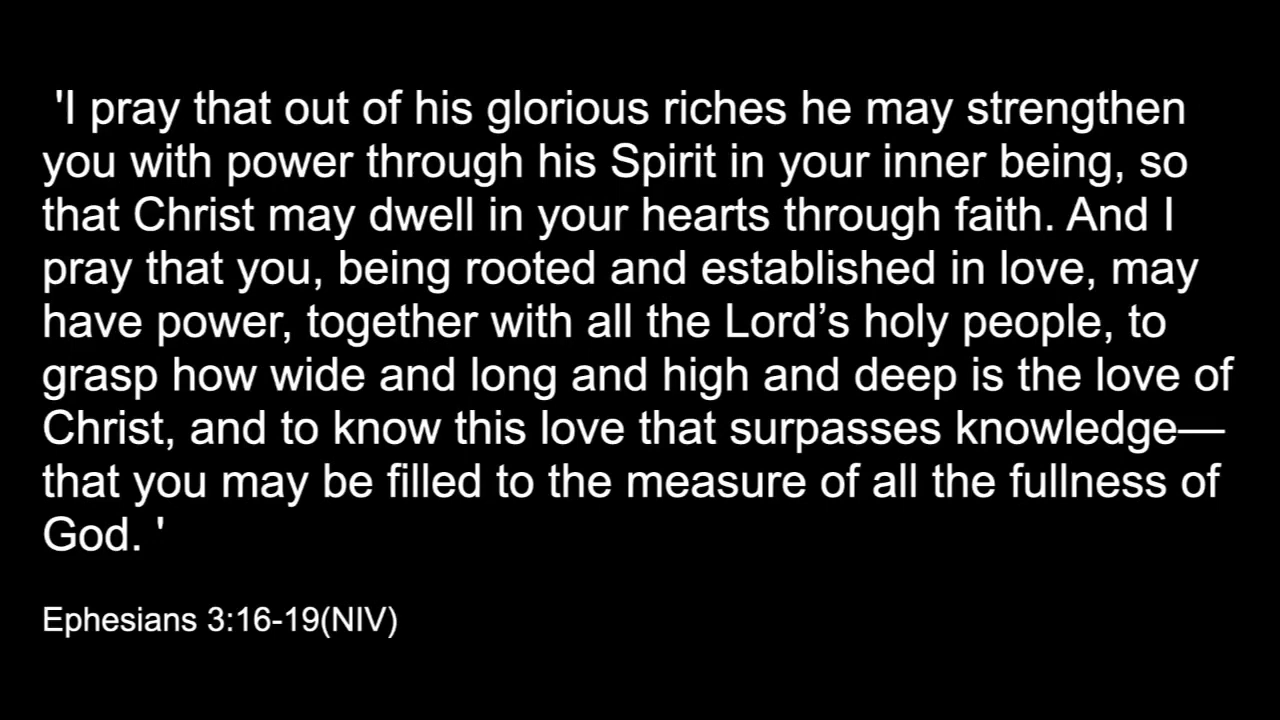 'I pray that out of his glorious riches he may strengthen
you with power through his Spirit in your inner being, so
that Christ may dwell in your hearts through faith. And I
pray that you, being rooted and established in love, may
have power, together with all the Lord’s holy people, to
grasp how wide and long and high and deep is the love of
Christ, and to know this love that surpasses knowledge—
that you may be filled to the measure of all the fullness of
God. '
Ephesians 3:16-19(NIV)